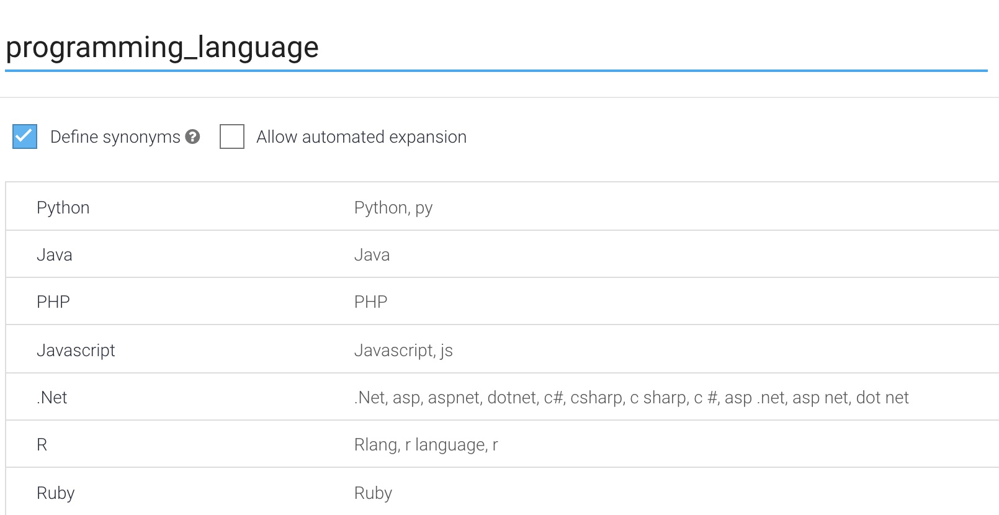 programming_language
Define synonyms ? Allow automated expansion
Python Python, py
Java Java
PHP PHP
Javascript Javascript, js
.Net .Net, asp, aspnet, dotnet, c#, csharp, c sharp, c #, asp .net, asp net, dot net
R Rlang, r language, r
Ruby Ruby